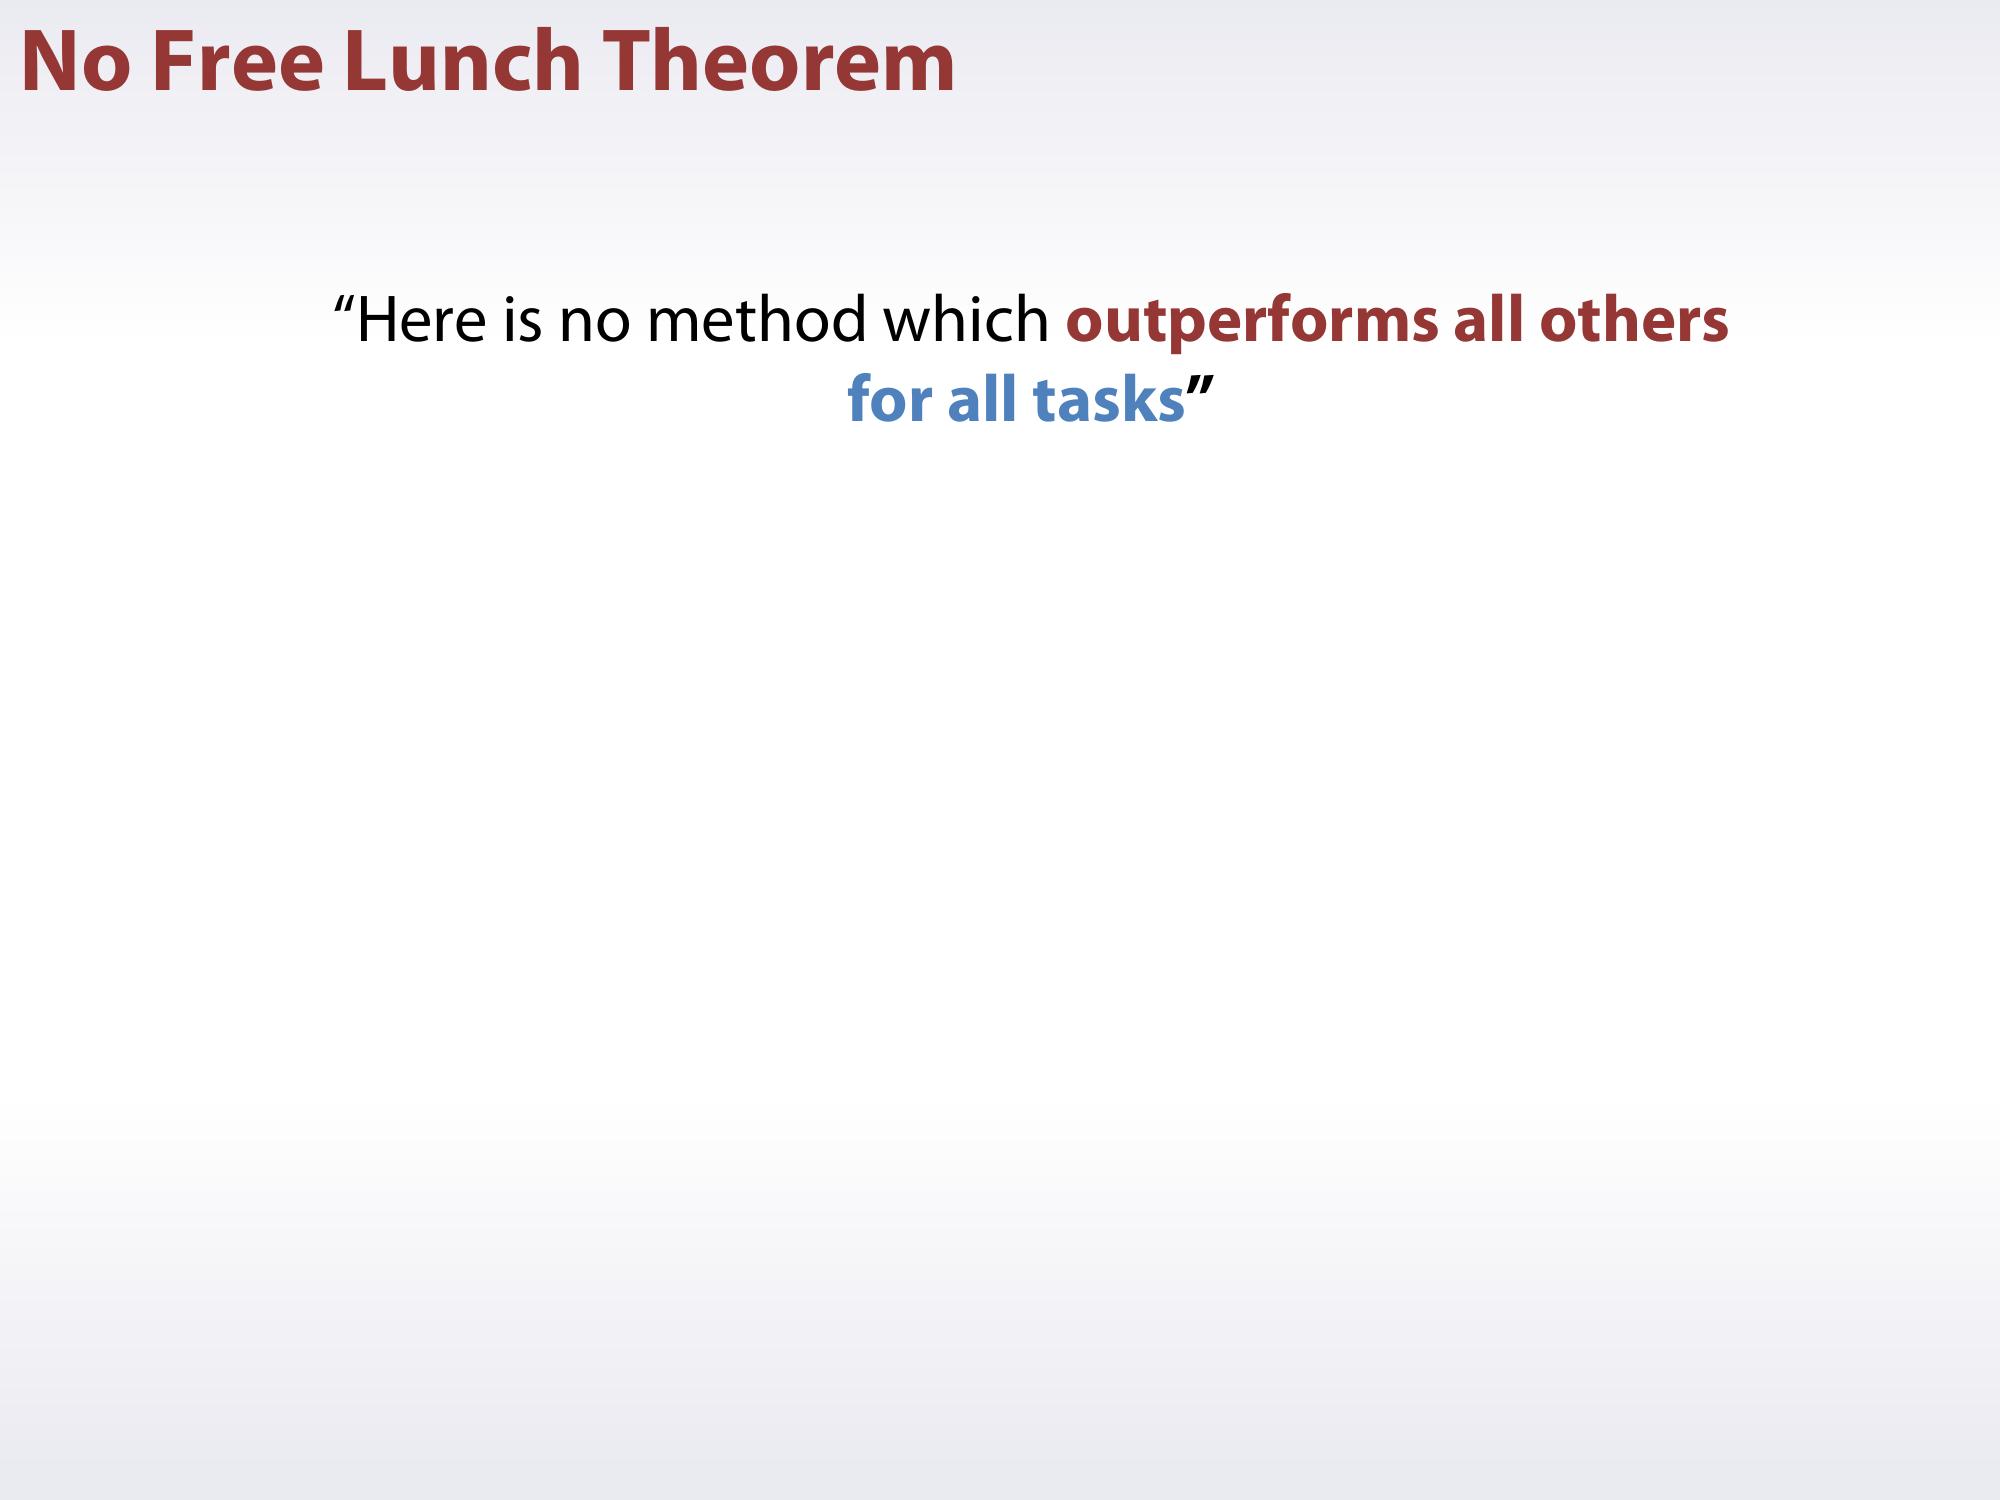 No Free Lunch Theorem
“Here is no method which outperforms all others
for all tasks”